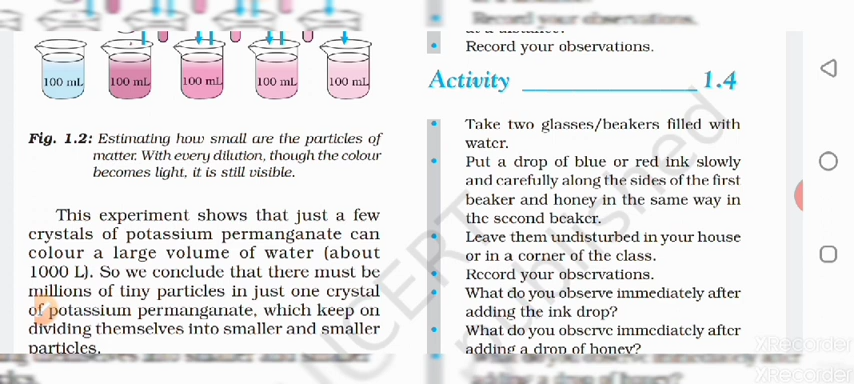 100 mL 100 mL 100 mL 100 mL 100 mL
Fig. 1.2: Estimating how small are the particles of
matter. With every dilution, though the colour
becomes light, it is still visible.
This experiment shows that just a few
crystals of potassium permanganate can
colour a large volume of water (about
1000 L). So we conclude that there must be
millions of tiny particles in just one crystal
of potassium permanganate, which keep on
dividing themselves into smaller and smaller
particles.
Record your observations.
Record your observations.
Activity 1.4
Take two glasses/beakers filled with
water.
Put a drop of blue or red ink slowly
and carefully along the sides of the first
beaker and honey in the same way in
the second beaker.
Leave them undisturbed in your house
or in a corner of the class.
Record your observations.
What do you observe immediately after
adding the ink drop?
What do you observe immediately after
adding a drop of honey?
NCERT
published
XRecorder
XRecorder